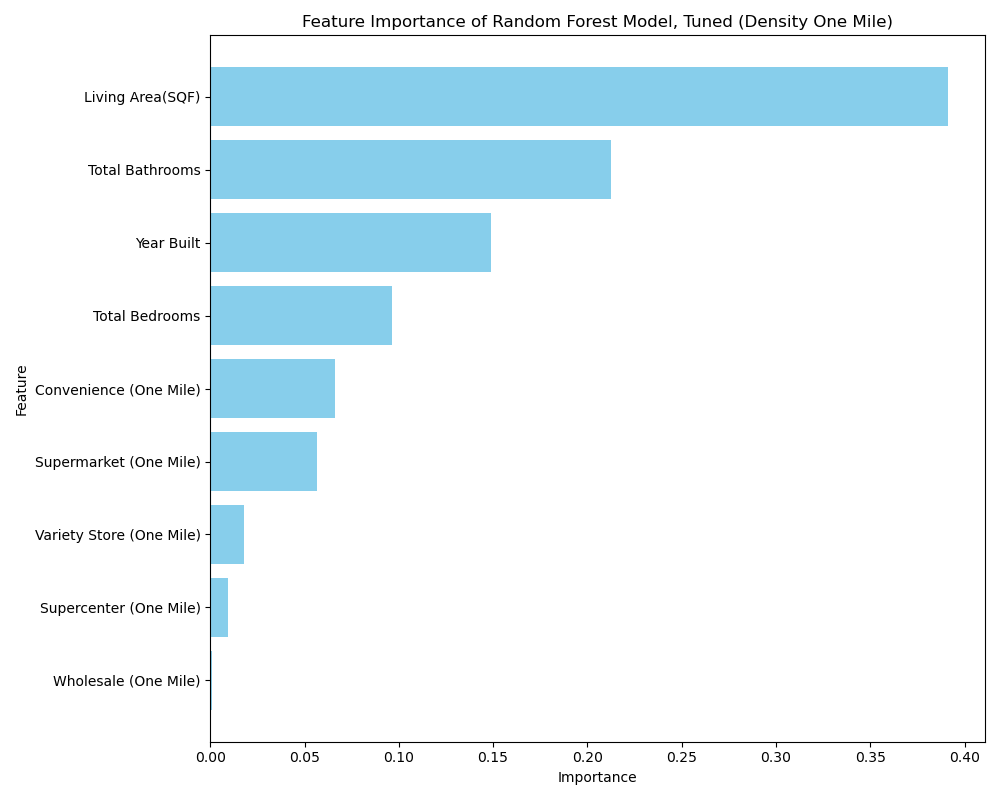 Feature Importance of Random Forest Model, Tuned (Density One Mile)
Living Area(SQF)
Total Bathrooms
Year Built
Total Bedrooms
Convenience (One Mile)
Supermarket (One Mile)
Variety Store (One Mile)
Supercenter (One Mile)
Wholesale (One Mile)
Feature
0.00 0.05 0.10 0.15 0.20 0.25 0.30 0.35 0.40
Importance